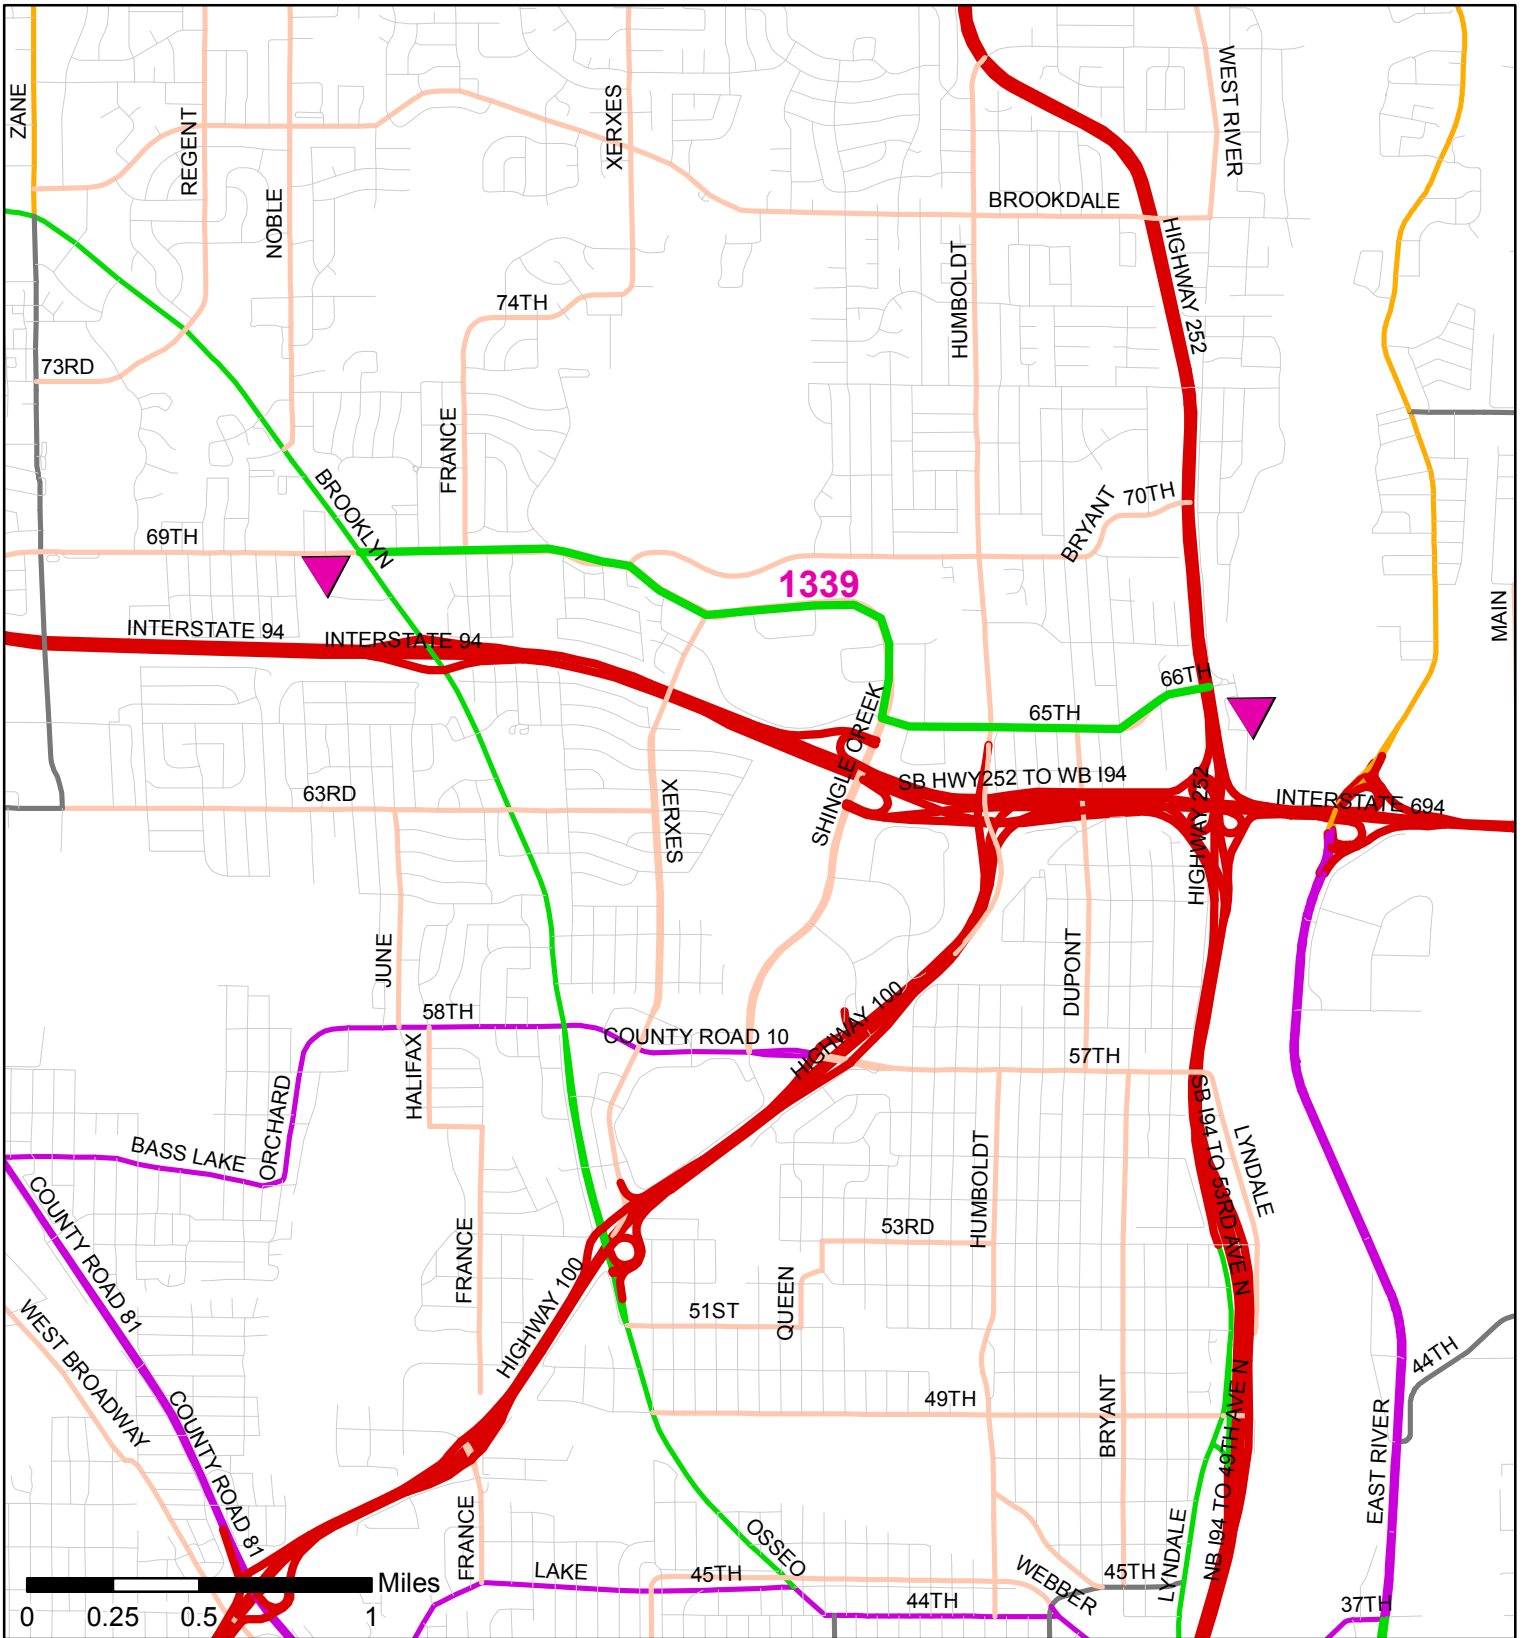 ZANE
REGENT
NOBLE
XERXES
WEST RIVER
BROOKDALE
HUMBOLDT
HIGHWAY 252
74TH
73RD
FRANCE
BROOKLYN
BRYANT
70TH
69TH
1339
MAIN
INTERSTATE 94
INTERSTATE 94
66TH
65TH
SHINGLE CREEK
SB HWY252 TO WB I94
INTERSTATE 694
63RD
XERXES
HIGHWAY 252
JUNE
DUPONT
58TH
COUNTY ROAD 10
HIGHWAY 100
57TH
HALIFAX
ORCHARD
BASS LAKE
SB I94 TO 53RD AVE N
LYNDALE
HUMBOLDT
COUNTY ROAD 81
FRANCE
53RD
HIGHWAY 100
51ST
QUEEN
WEST BROADWAY
44TH
COUNTY ROAD 81
49TH
BRYANT
NB I94 TO 49TH AVE N
EAST RIVER
FRANCE
OSSEO
LYNDALE
LAKE
45TH
WEBBER
45TH
44TH
37TH
Miles
0 0.25 0.5 1